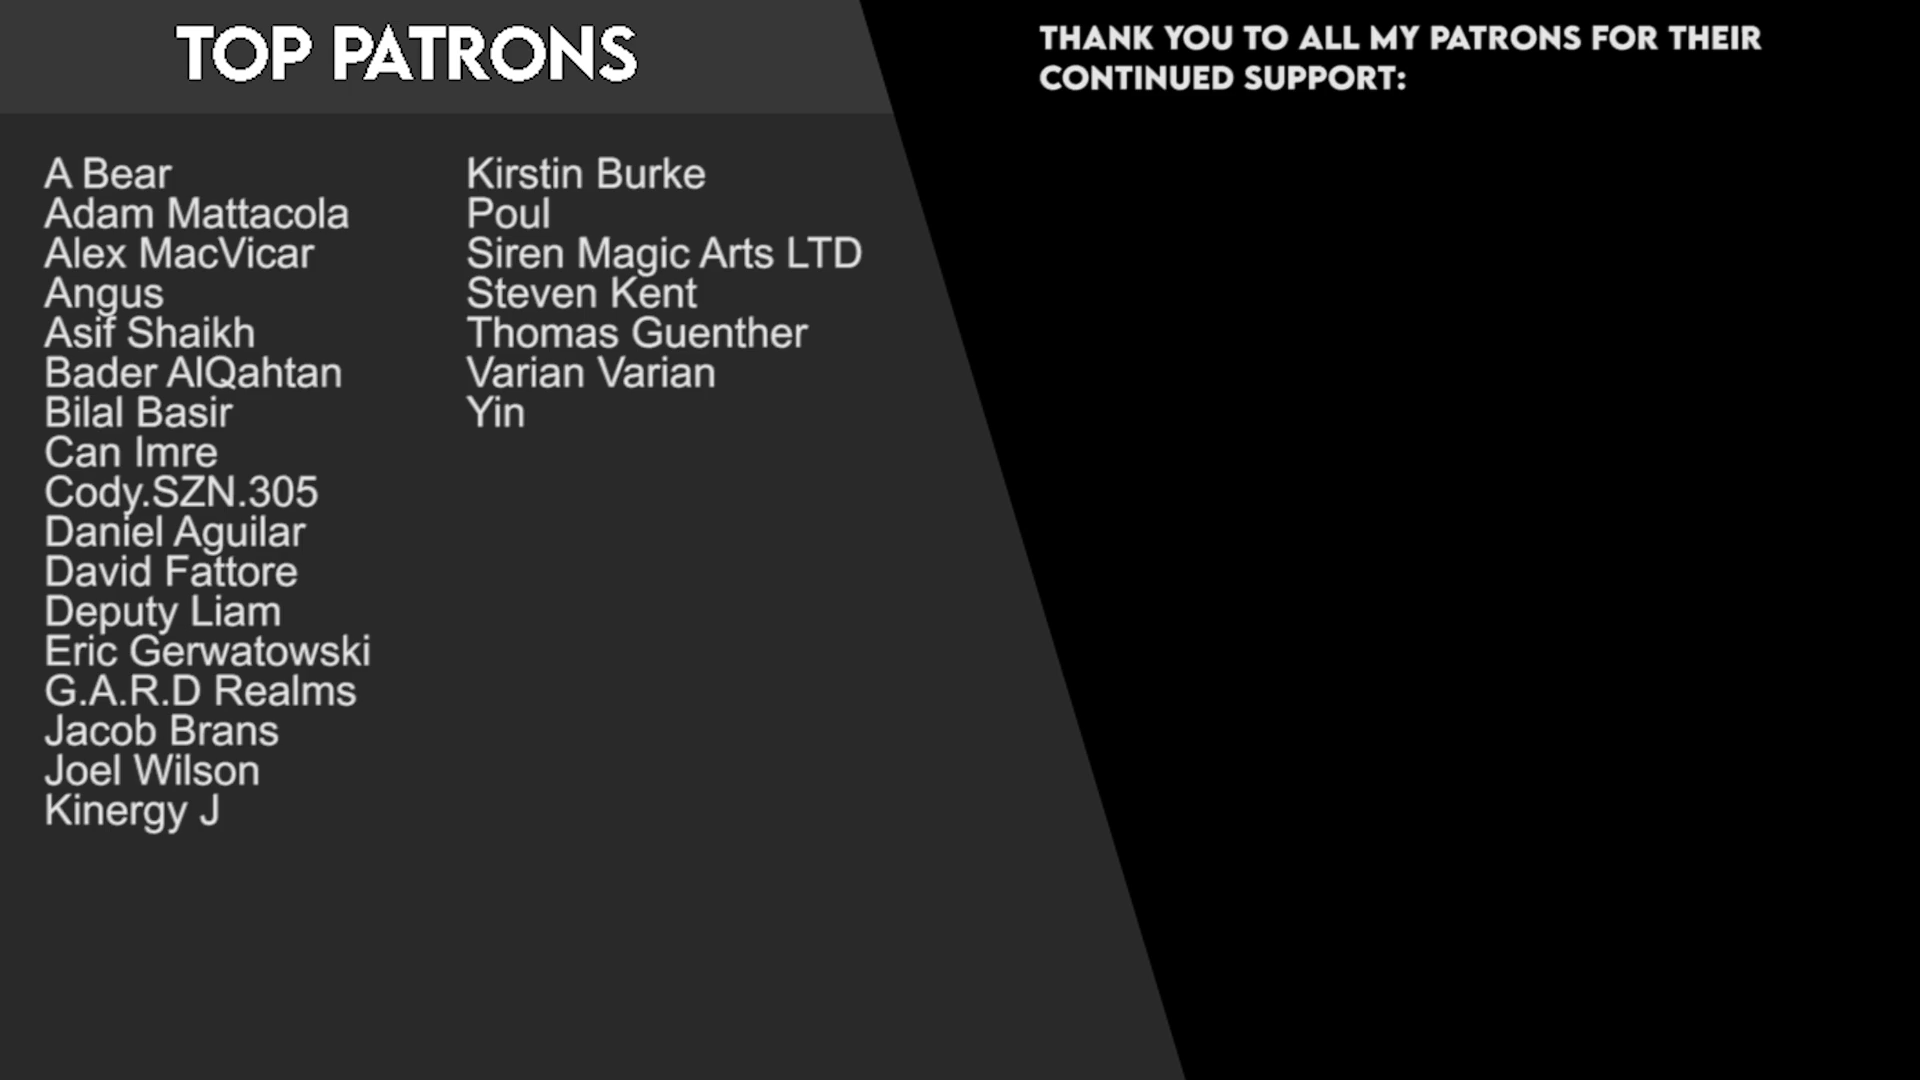 TOP PATRONS
A Bear
Adam Mattacola
Alex MacVicar
Angus
Asif Shaikh
Bader AlQahtan
Bilal Basir
Can Imre
Cody.SZN.305
Daniel Aguilar
David Fattore
Deputy Liam
Eric Gerwatowski
G.A.R.D Realms
Jacob Brans
Joel Wilson
Kinergy J
Kirstin Burke
Poul
Siren Magic Arts LTD
Steven Kent
Thomas Guenther
Varian Varian
Yin
THANK YOU TO ALL MY PATRONS FOR THEIR
CONTINUED SUPPORT: